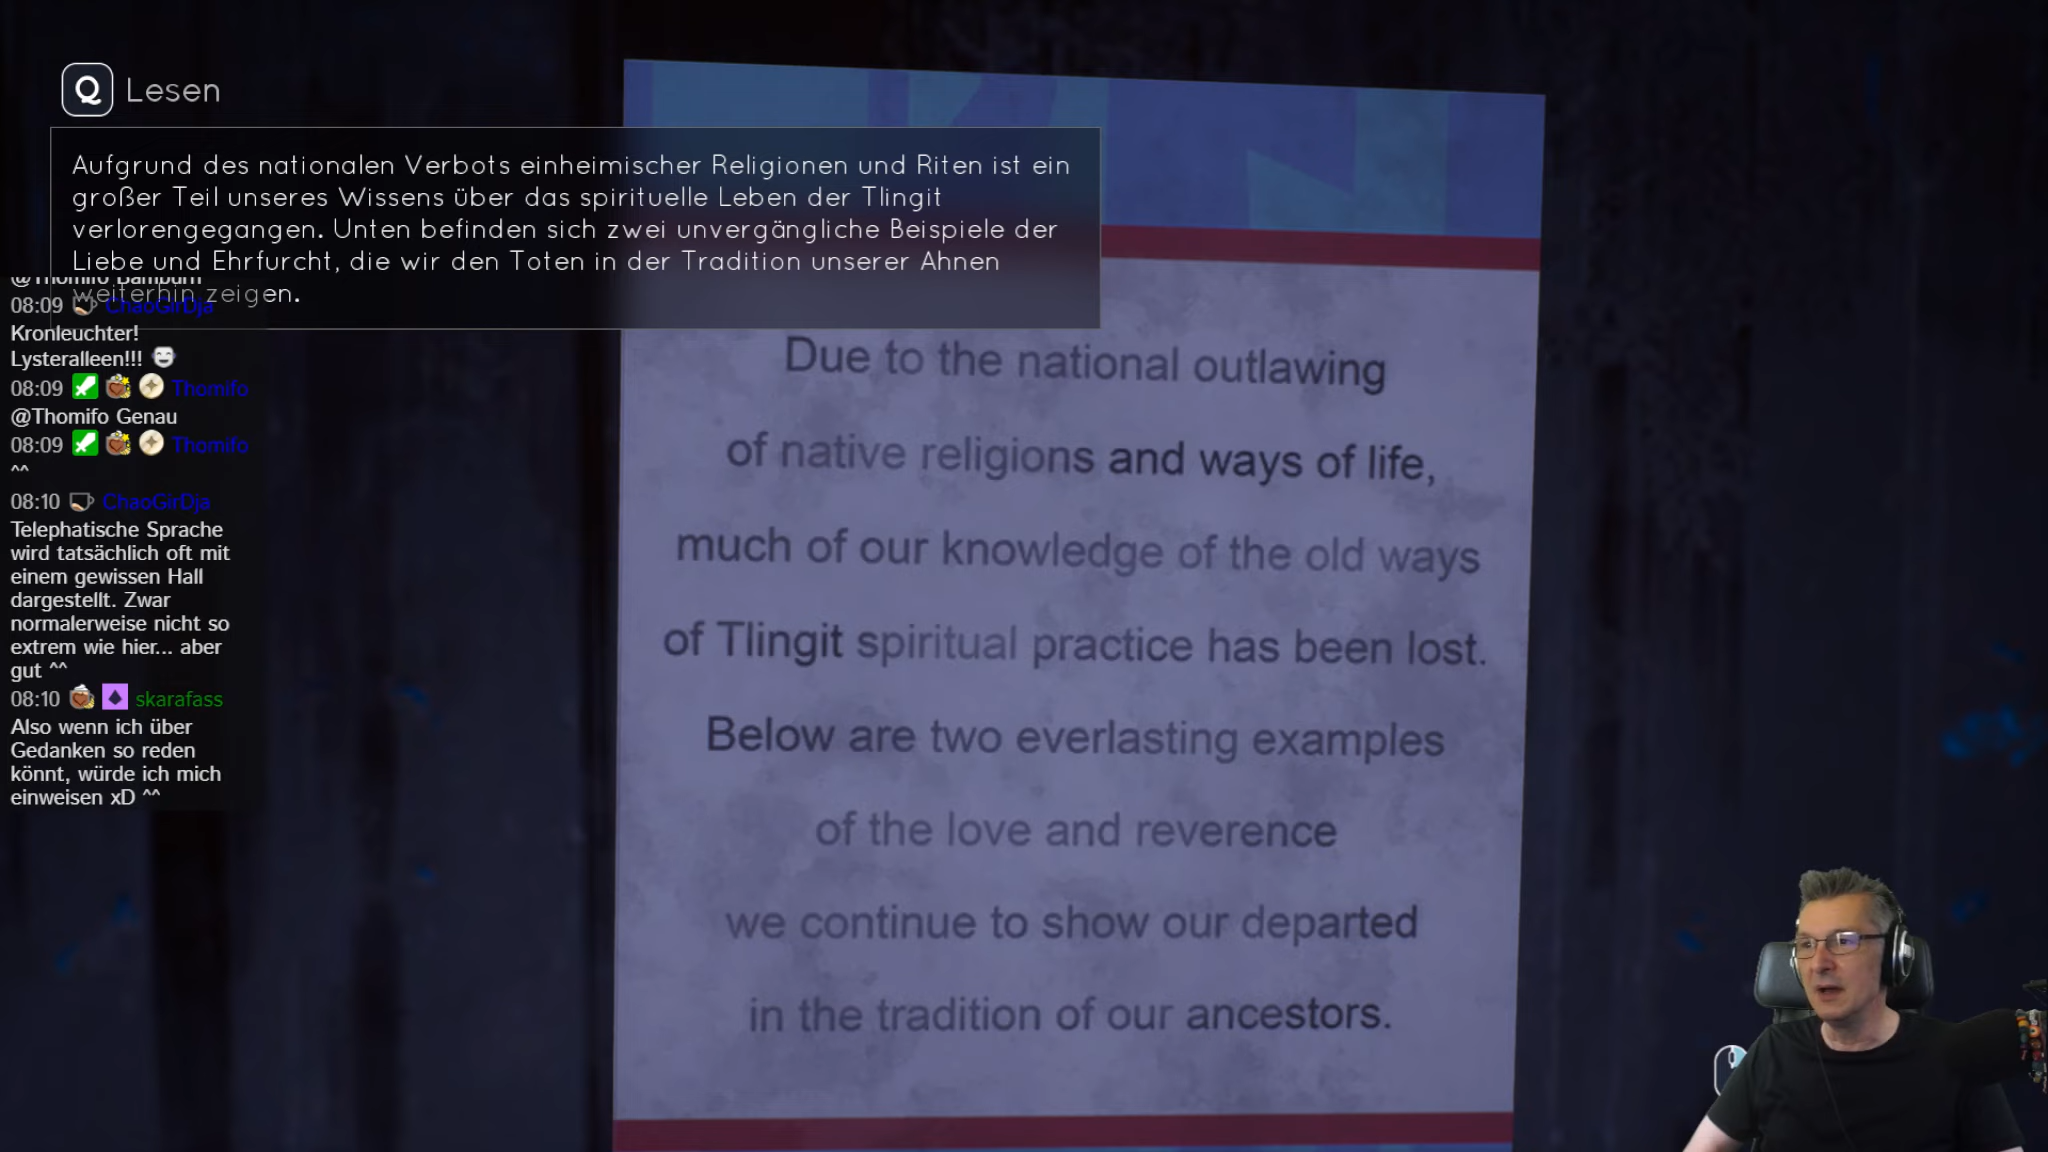 Q Lesen
Aufgrund des nationalen Verbots einheimischer Religionen und Riten ist ein
großer Teil unseres Wissens über das spirituelle Leben der Tlingit
verlorengegangen. Unten befinden sich zwei unvergängliche Beispiele der
Liebe und Ehrfurcht, die wir den Toten in der Tradition unserer Ahnen
weiterhin zeigen.
@Thomifo Bamburn
08:09 ChaoGirDja
Kronleuchter!
Lysteralleen!!!
08:09 Thomifo
@Thomifo Genau
08:09 Thomifo
^^
08:10 ChaoGirDja
Telephatische Sprache
wird tatsächlich oft mit
einem gewissen Hall
dargestellt. Zwar
normalerweise nicht so
extrem wie hier... aber
gut ^^
08:10 skarafass
Also wenn ich über
Gedanken so reden
könnt, würde ich mich
einweisen xD ^^
Due to the national outlawing
of native religions and ways of life,
much of our knowledge of the old ways
of Tlingit spiritual practice has been lost.
Below are two everlasting examples
of the love and reverence
we continue to show our departed
in the tradition of our ancestors.